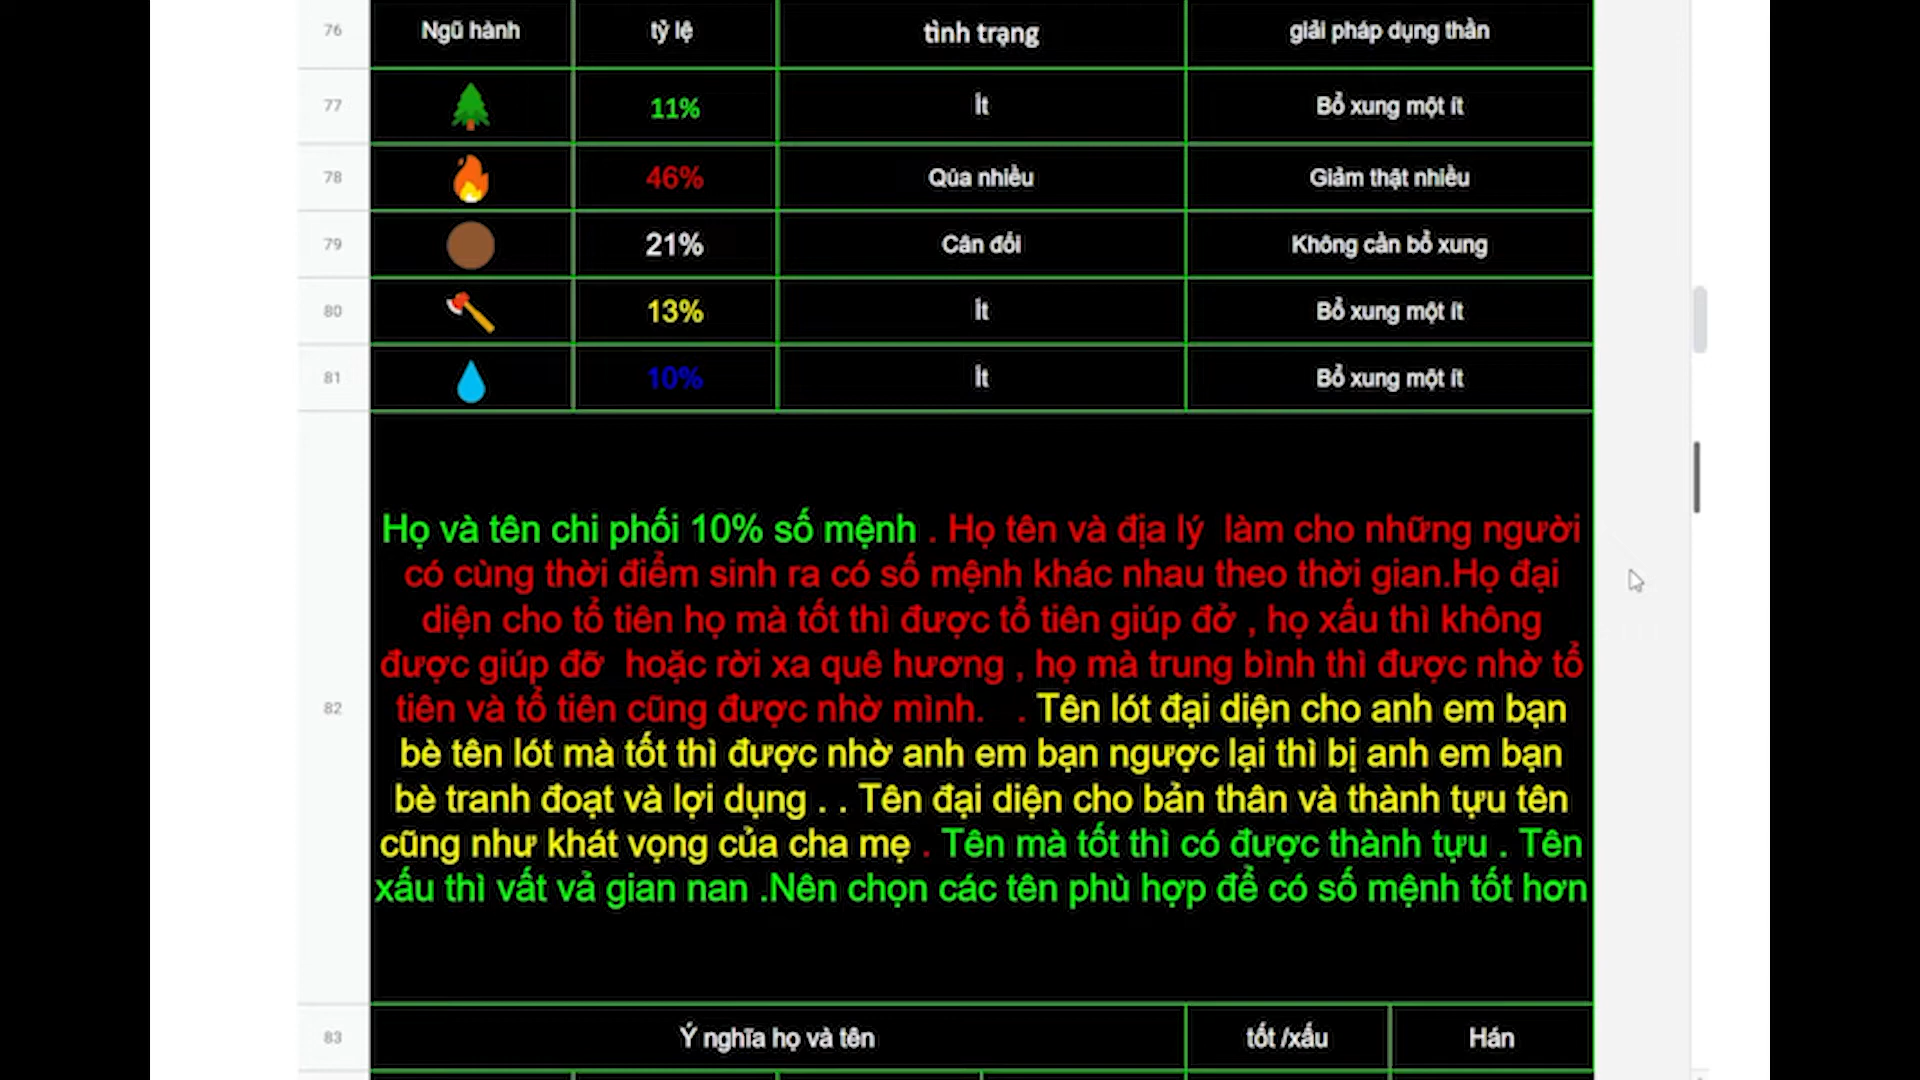 76 Ngũ hành tỷ lệ tình trạng giải pháp dụng thần
77 11% Ít Bổ xung một ít
78 46% Qúa nhiều Giảm thật nhiều
79 21% Cân đối Không cần bổ xung
80 13% Ít Bổ xung một ít
81 10% Ít Bổ xung một ít
Họ và tên chi phối 10% số mệnh . Họ tên và địa lý làm cho những người
có cùng thời điểm sinh ra có số mệnh khác nhau theo thời gian.Họ đại
diện cho tổ tiên họ mà tốt thì được tổ tiên giúp đở , họ xấu thì không
được giúp đỡ hoặc rời xa quê hương , họ mà trung bình thì được nhờ tổ
82 tiên và tổ tiên cũng được nhờ mình. . Tên lót đại diện cho anh em bạn
bè tên lót mà tốt thì được nhờ anh em bạn ngược lại thì bị anh em bạn
bè tranh đoạt và lợi dụng . . Tên đại diện cho bản thân và thành tựu tên
cũng như khát vọng của cha mẹ . Tên mà tốt thì có được thành tựu . Tên
xấu thì vất vả gian nan .Nên chọn các tên phù hợp để có số mệnh tốt hơn
83 Ý nghĩa họ và tên tốt /xấu Hán